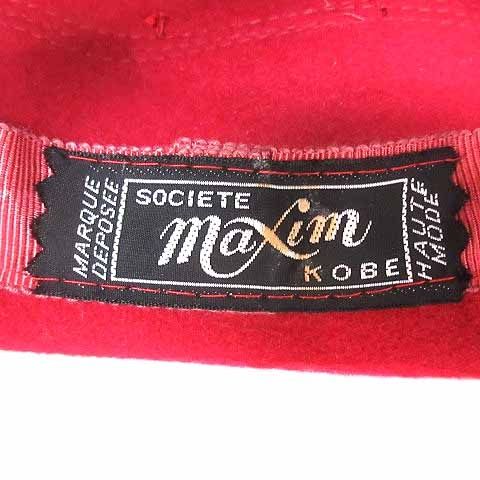 MARQUE
DEPOSEE
SOCIETE
maxim
KOBE
HAUTE
MODE